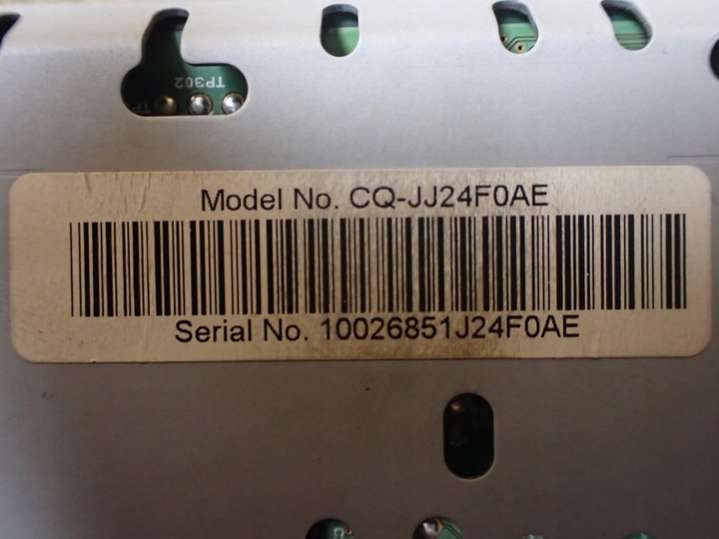 TP302
Model No. CQ-JJ24F0AE
Serial No. 10026851J24F0AE